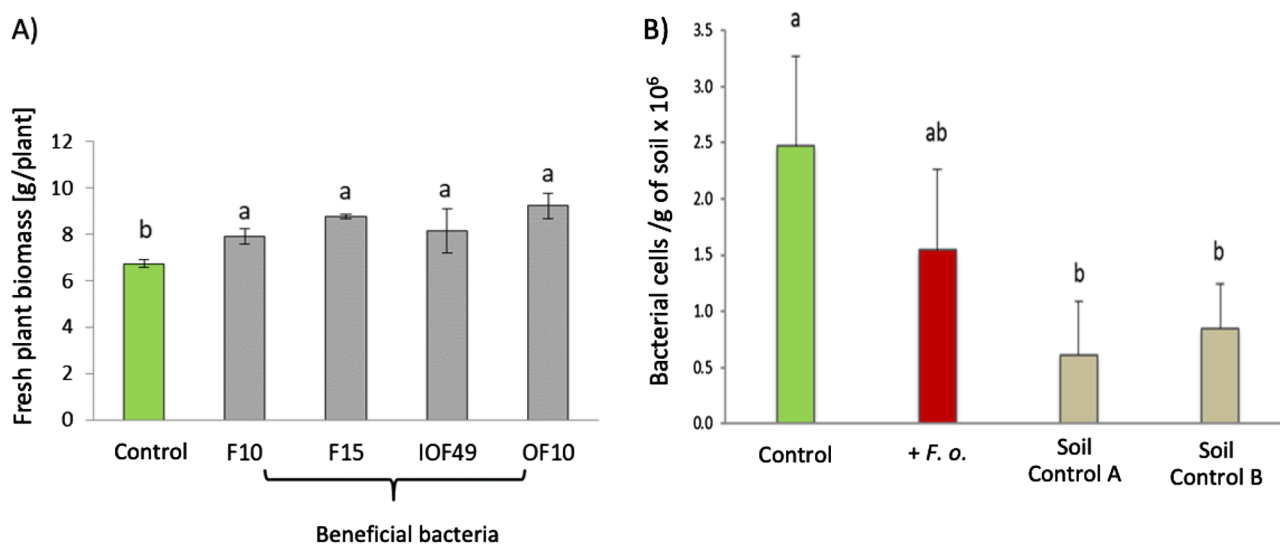 A)
Fresh plant biomass [g/plant]
12
10
8
6
4
2
0
b
a
a
a
a
Control
F10
F15
IOF49
OF10
Beneficial bacteria
B)
Bacterial cells /g of soil x 10⁶
3.5
3.0
2.5
2.0
1.5
1.0
0.5
0.0
a
ab
b
b
Control
+ F. o.
Soil
Control A
Soil
Control B